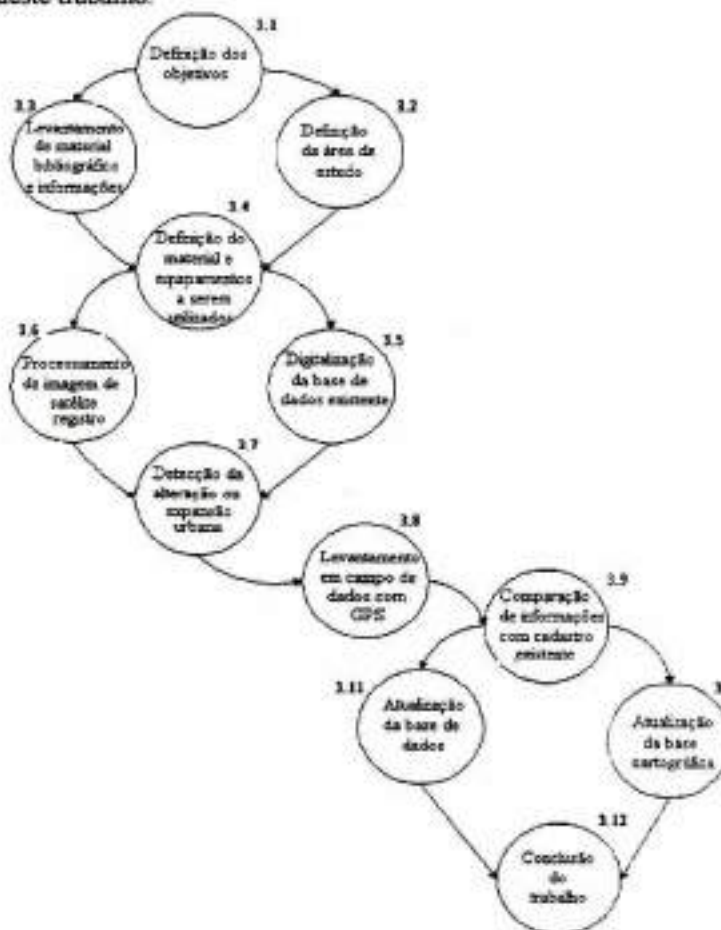 deste trabalho.
3.1
Definição dos
objetivos
3.3
Levantamento
de material
bibliográfico
e informações
3.2
Definição
da área de
estudo
3.4
Definição do
material e
equipamentos
a serem
utilizados
3.6
Processamento
de imagem de
satélite
registro
3.5
Digitalização
da base de
dados existente
3.7
Detecção da
alteração ou
expansão
urbana
3.8
Levantamento
em campo de
dados com
GPS
3.9
Comparação
de informações
com cadastro
existente
3.11
Atualização
da base de
dados
3
Atualização
da base
cartográfica
3.12
Conclusão
do
trabalho